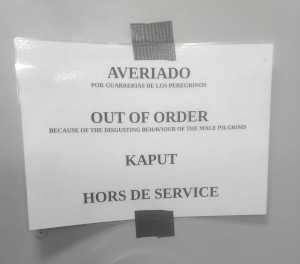 AVERIADO
POR GUARRERIAS DE LOS PEREGRINOS
OUT OF ORDER
BECAUSE OF THE DISGUSTING BEHAVIOUR OF THE MALE PILGRIMS
KAPUT
HORS DE SERVICE